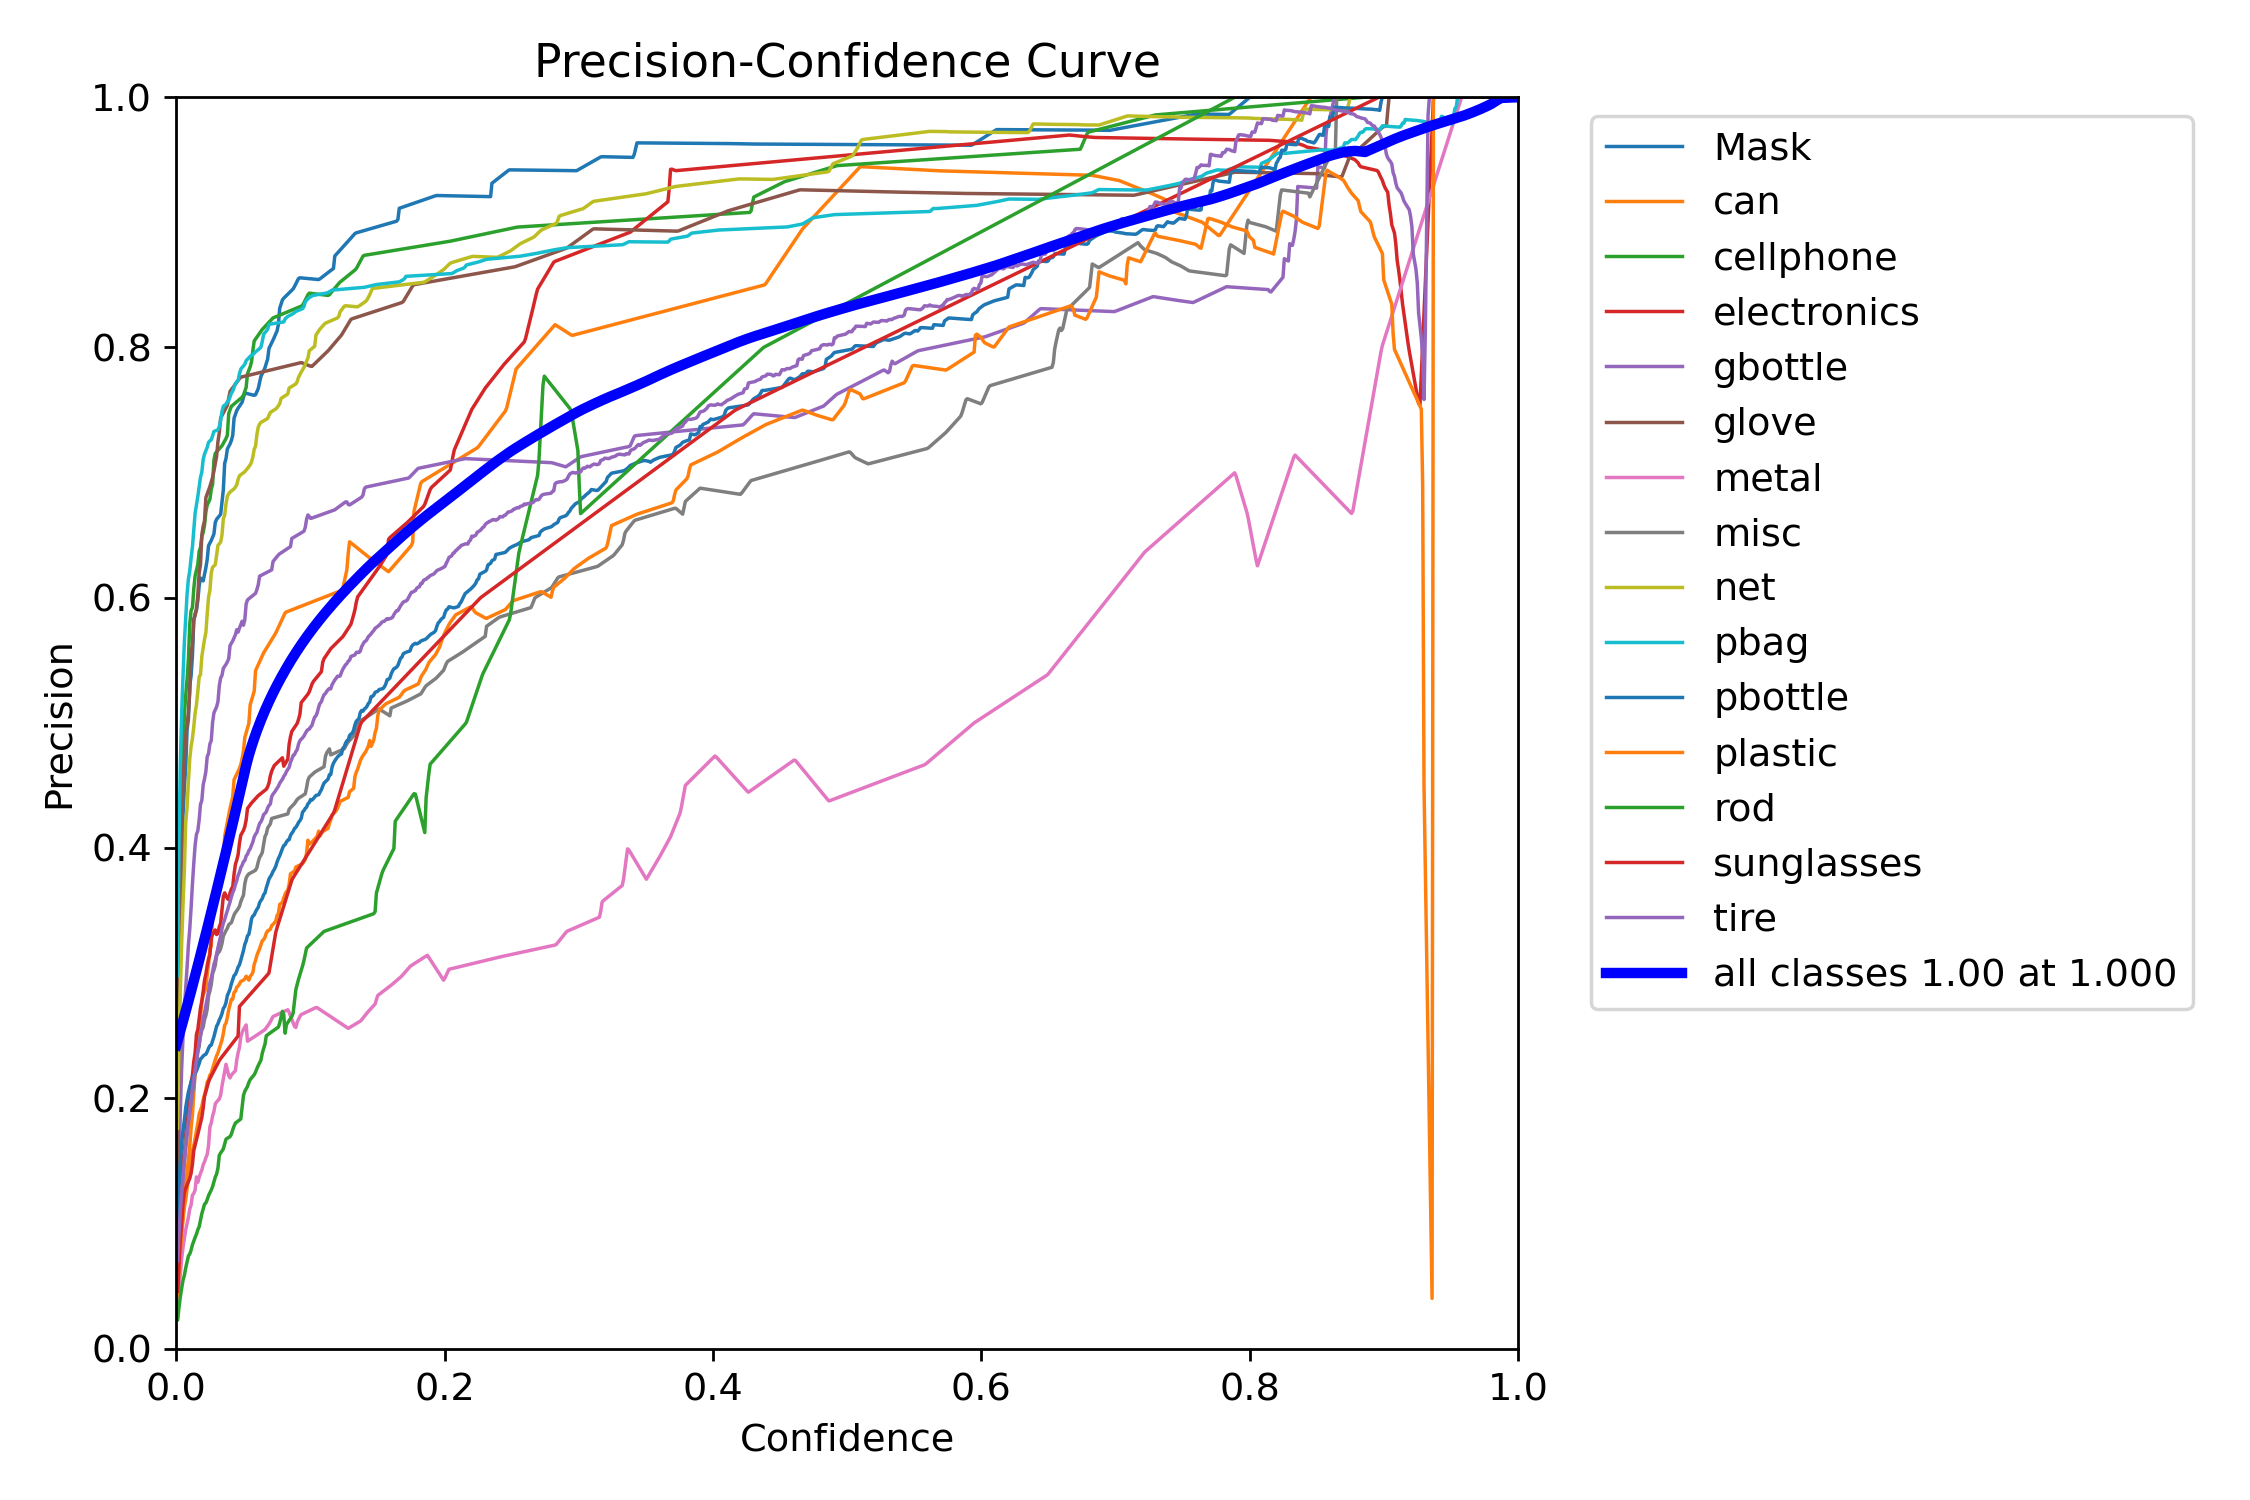 Precision-Confidence Curve
1.0
0.8
0.6
0.4
0.2
0.0
Precision
0.0 0.2 0.4 0.6 0.8 1.0
Confidence
Mask
can
cellphone
electronics
gbottle
glove
metal
misc
net
pbag
pbottle
plastic
rod
sunglasses
tire
all classes 1.00 at 1.000